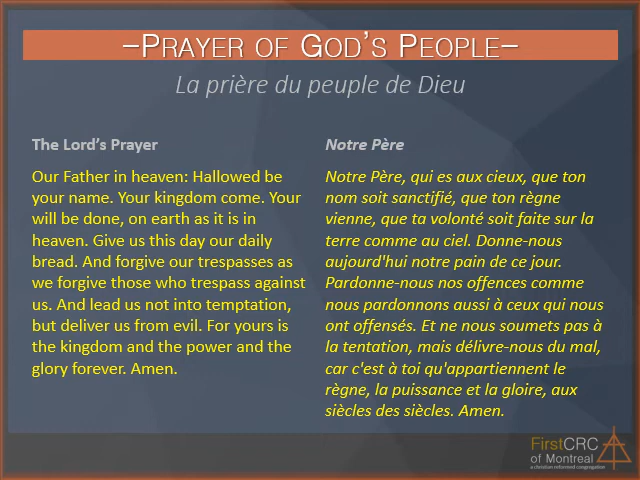 –Prayer of God's People–
La prière du peuple de Dieu
The Lord's Prayer
Our Father in heaven: Hallowed be
your name. Your kingdom come. Your
will be done, on earth as it is in
heaven. Give us this day our daily
bread. And forgive our trespasses as
we forgive those who trespass against
us. And lead us not into temptation,
but deliver us from evil. For yours is
the kingdom and the power and the
glory forever. Amen.
Notre Père
Notre Père, qui es aux cieux, que ton
nom soit sanctifié, que ton règne
vienne, que ta volonté soit faite sur la
terre comme au ciel. Donne-nous
aujourd'hui notre pain de ce jour.
Pardonne-nous nos offences comme
nous pardonnons aussi à ceux qui nous
ont offensés. Et ne nous soumets pas à
la tentation, mais délivre-nous du mal,
car c'est à toi qu'appartiennent le
règne, la puissance et la gloire, aux
siècles des siècles. Amen.
FirstCRC
of Montreal
a christian reformed congregation